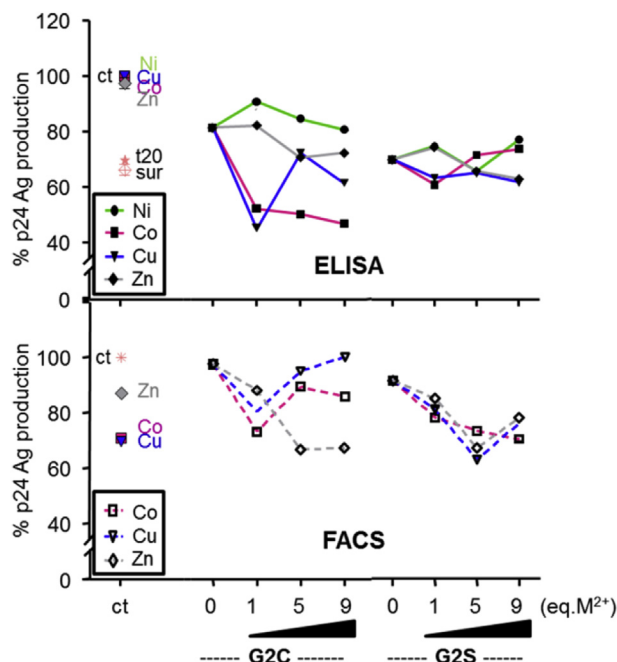 120
100
80
60
40
0
% p24 Ag production
ct
Ni
Cu
Co
Zn
t20
sur
Ni
Co
Cu
Zn
ELISA
100
80
60
40
0
% p24 Ag production
ct
Zn
Co
Cu
Co
Cu
Zn
FACS
ct 0 1 5 9 0 1 5 9 (eq.M²⁺)
------ G2C ------- ------ G2S ------